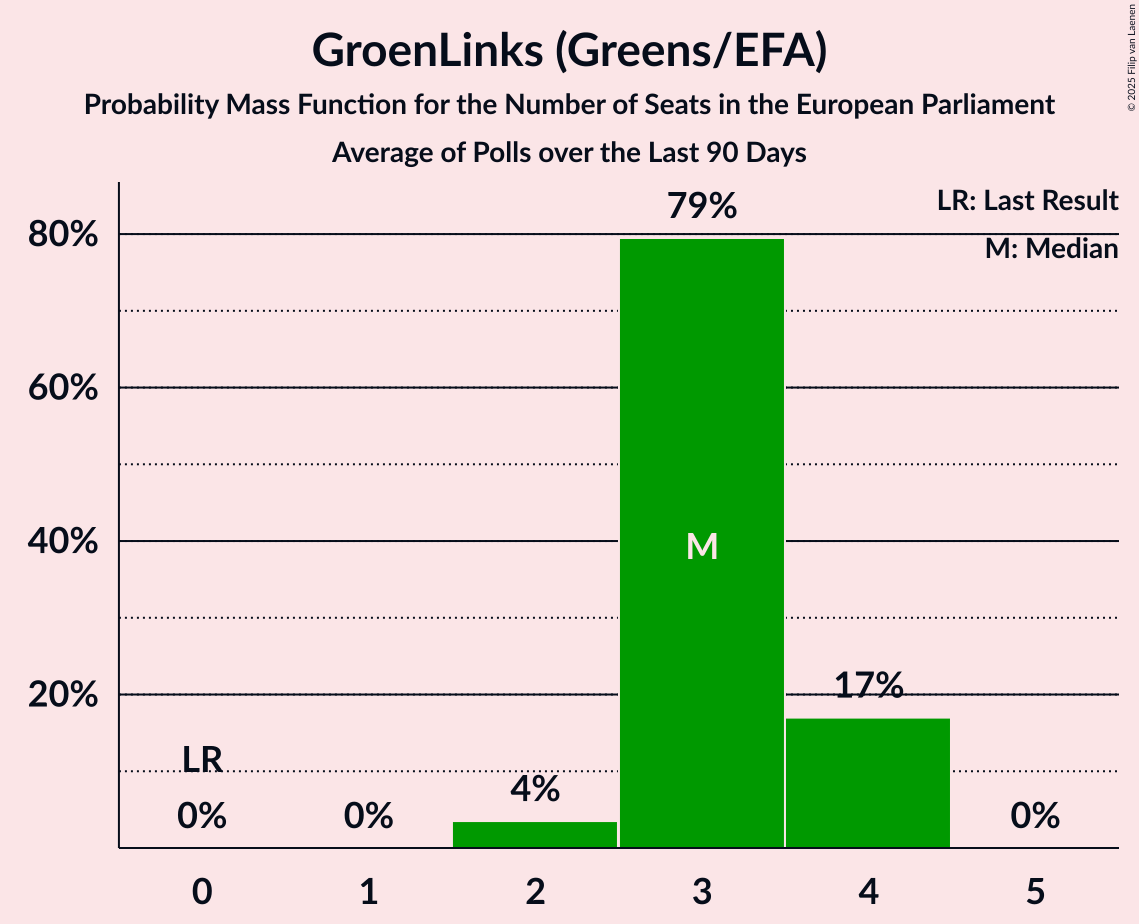 GroenLinks (Greens/EFA)
Probability Mass Function for the Number of Seats in the European Parliament
Average of Polls over the Last 90 Days
© 2025 Filip van Laenen
LR: Last Result
M: Median
80%
60%
40%
20%
79%
M
17%
LR
4%
0%
0%
0%
0
1
2
3
4
5